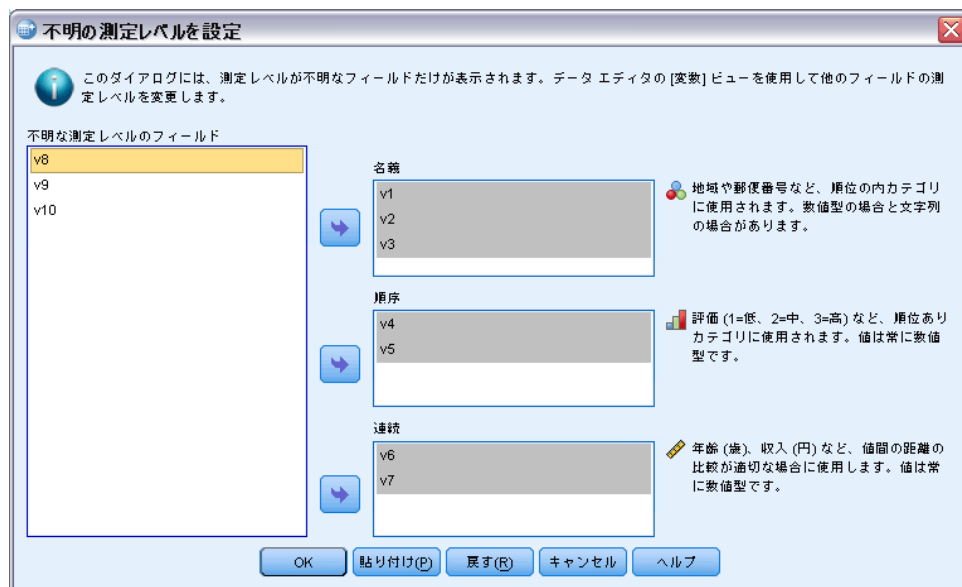 不明の測定レベルを設定
このダイアログには、測定レベルが不明なフィールドだけが表示されます。データ エディタの [変数] ビューを使用して他のフィールドの測
定レベルを変更します。
不明な測定レベルのフィールド
v8
v9
v10
名義
v1
v2
v3
地域や郵便番号など、順位の内カテゴリ
に使用されます。数値型の場合と文字列
の場合があります。
順序
v4
v5
評価 (1=低、2=中、3=高) など、順位あり
カテゴリに使用されます。値は常に数値
型です。
連続
v6
v7
年齢 (歳)、収入 (円) など、値間の距離の
比較が適切な場合に使用します。値は常
に数値型です。
OK
貼り付け(P)
戻す(R)
キャンセル
ヘルプ